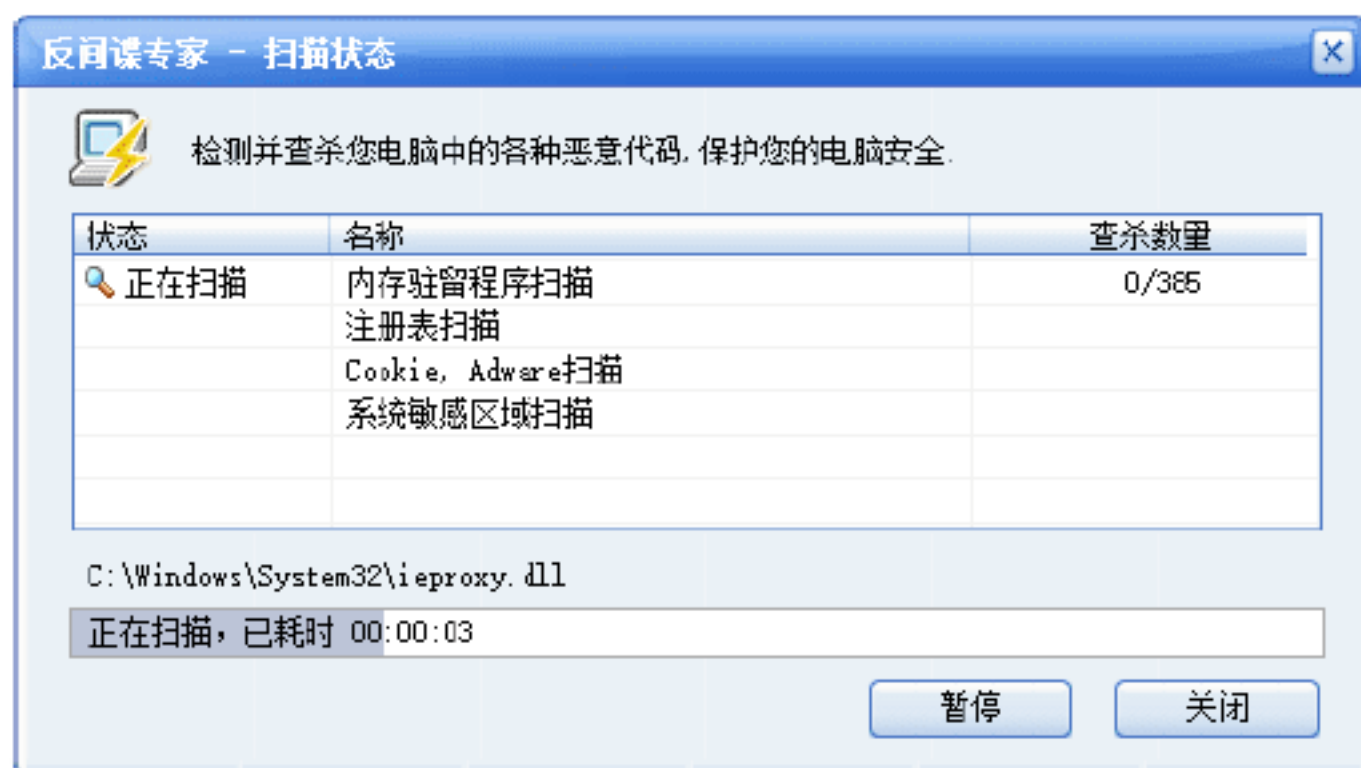 反间谍专家 - 扫描状态
检测并查杀您电脑中的各种恶意代码,保护您的电脑安全.
状态 名称 查杀数量
正在扫描 内存驻留程序扫描 0/385
注册表扫描
Cookie, Adware扫描
系统敏感区域扫描
C:\Windows\System32\ieproxy.dll
正在扫描，已耗时 00:00:03
暂停 关闭